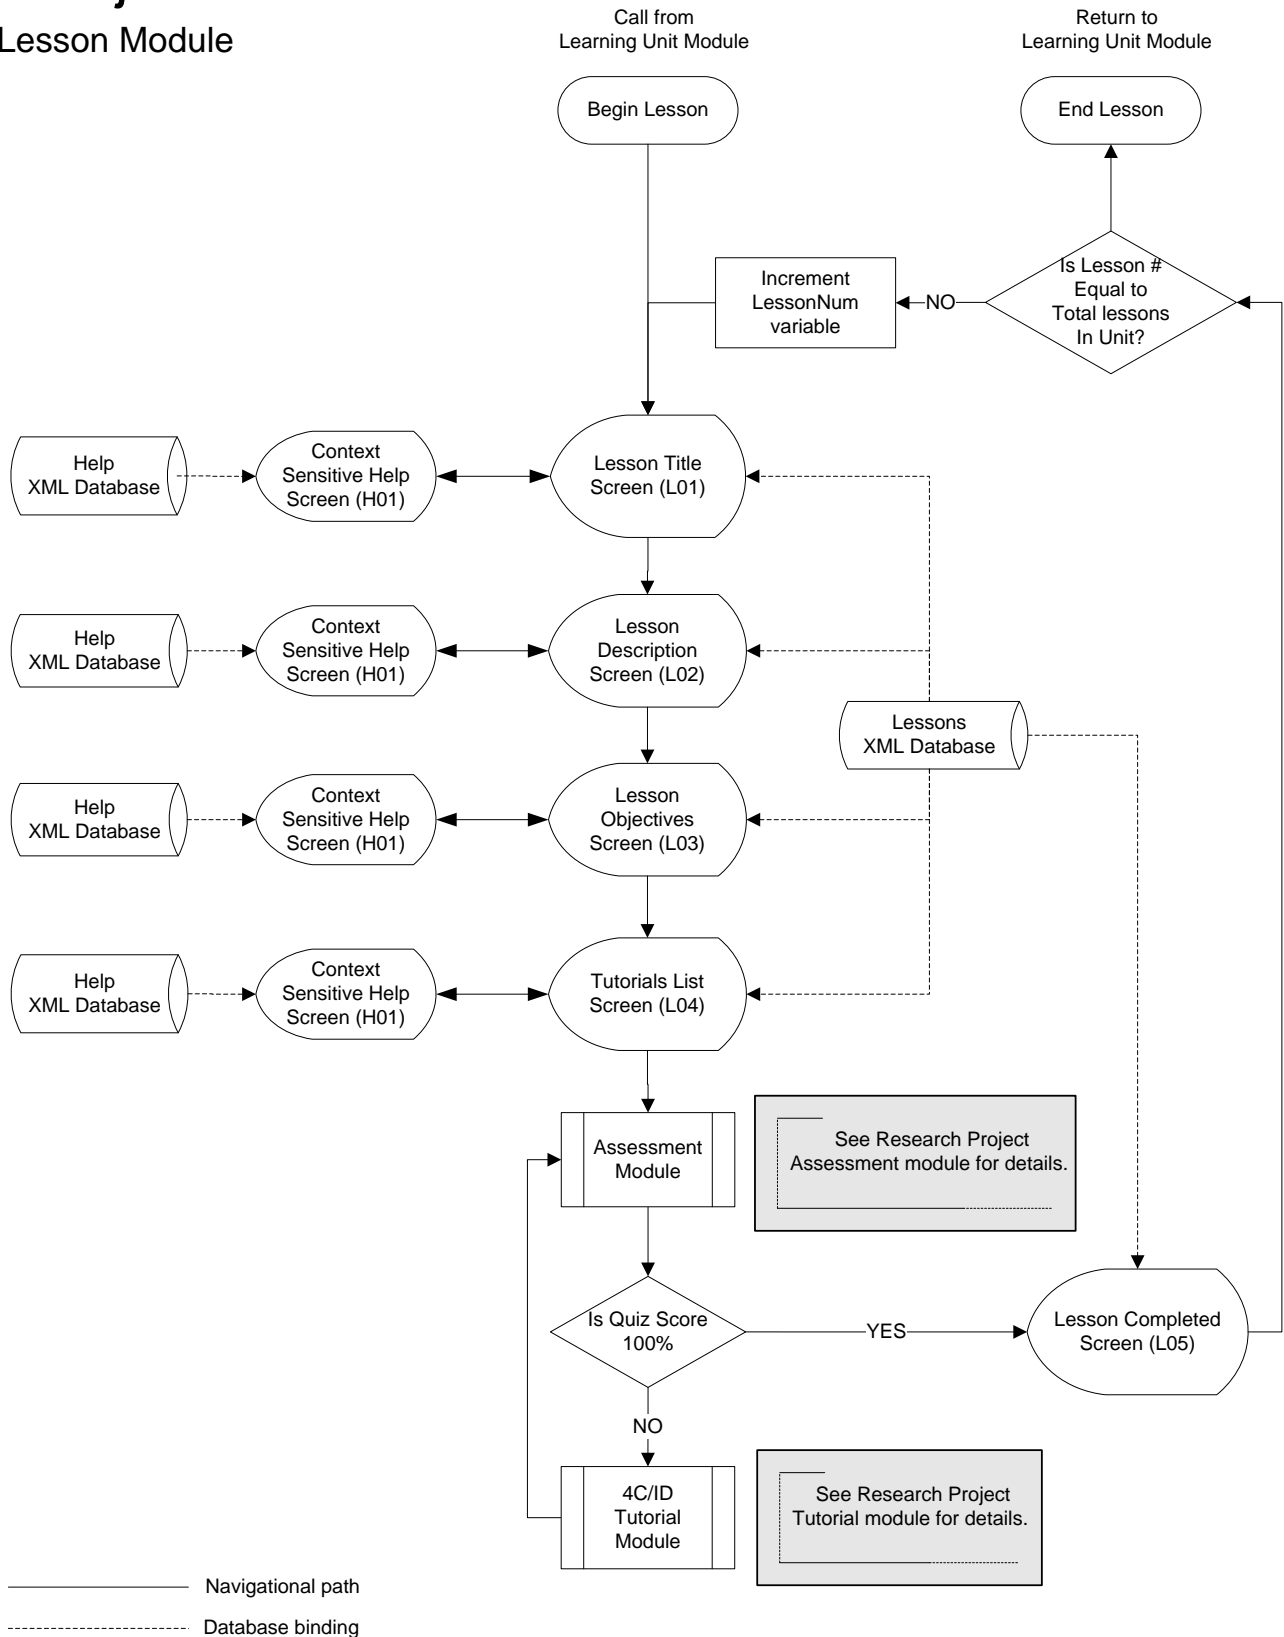 Lesson Module
Call from
Learning Unit Module
Return to
Learning Unit Module
Begin Lesson
End Lesson
Increment
LessonNum
variable
NO
Is Lesson #
Equal to
Total lessons
In Unit?
Help
XML Database
Context
Sensitive Help
Screen (H01)
Lesson Title
Screen (L01)
Help
XML Database
Context
Sensitive Help
Screen (H01)
Lesson
Description
Screen (L02)
Lessons
XML Database
Help
XML Database
Context
Sensitive Help
Screen (H01)
Lesson
Objectives
Screen (L03)
Help
XML Database
Context
Sensitive Help
Screen (H01)
Tutorials List
Screen (L04)
Assessment
Module
See Research Project
Assessment module for details.
Is Quiz Score
100%
YES
Lesson Completed
Screen (L05)
NO
4C/ID
Tutorial
Module
See Research Project
Tutorial module for details.
Navigational path
Database binding